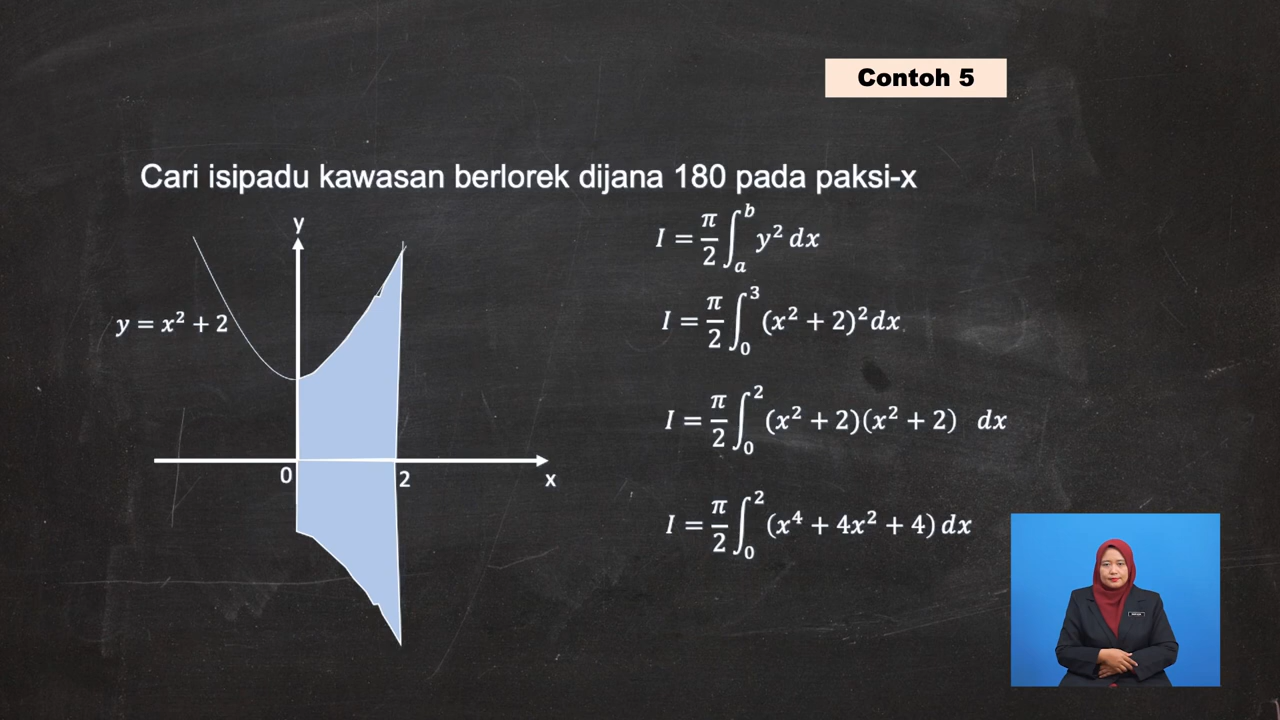 Contoh 5
Cari isipadu kawasan berlorek dijana 180 pada paksi-x
y
y = x² + 2
0
2
x
I = π/2 ∫ₐᵇ y² dx
I = π/2 ∫₀³ (x² + 2)² dx
I = π/2 ∫₀² (x² + 2)(x² + 2) dx
I = π/2 ∫₀² (x⁴ + 4x² + 4) dx